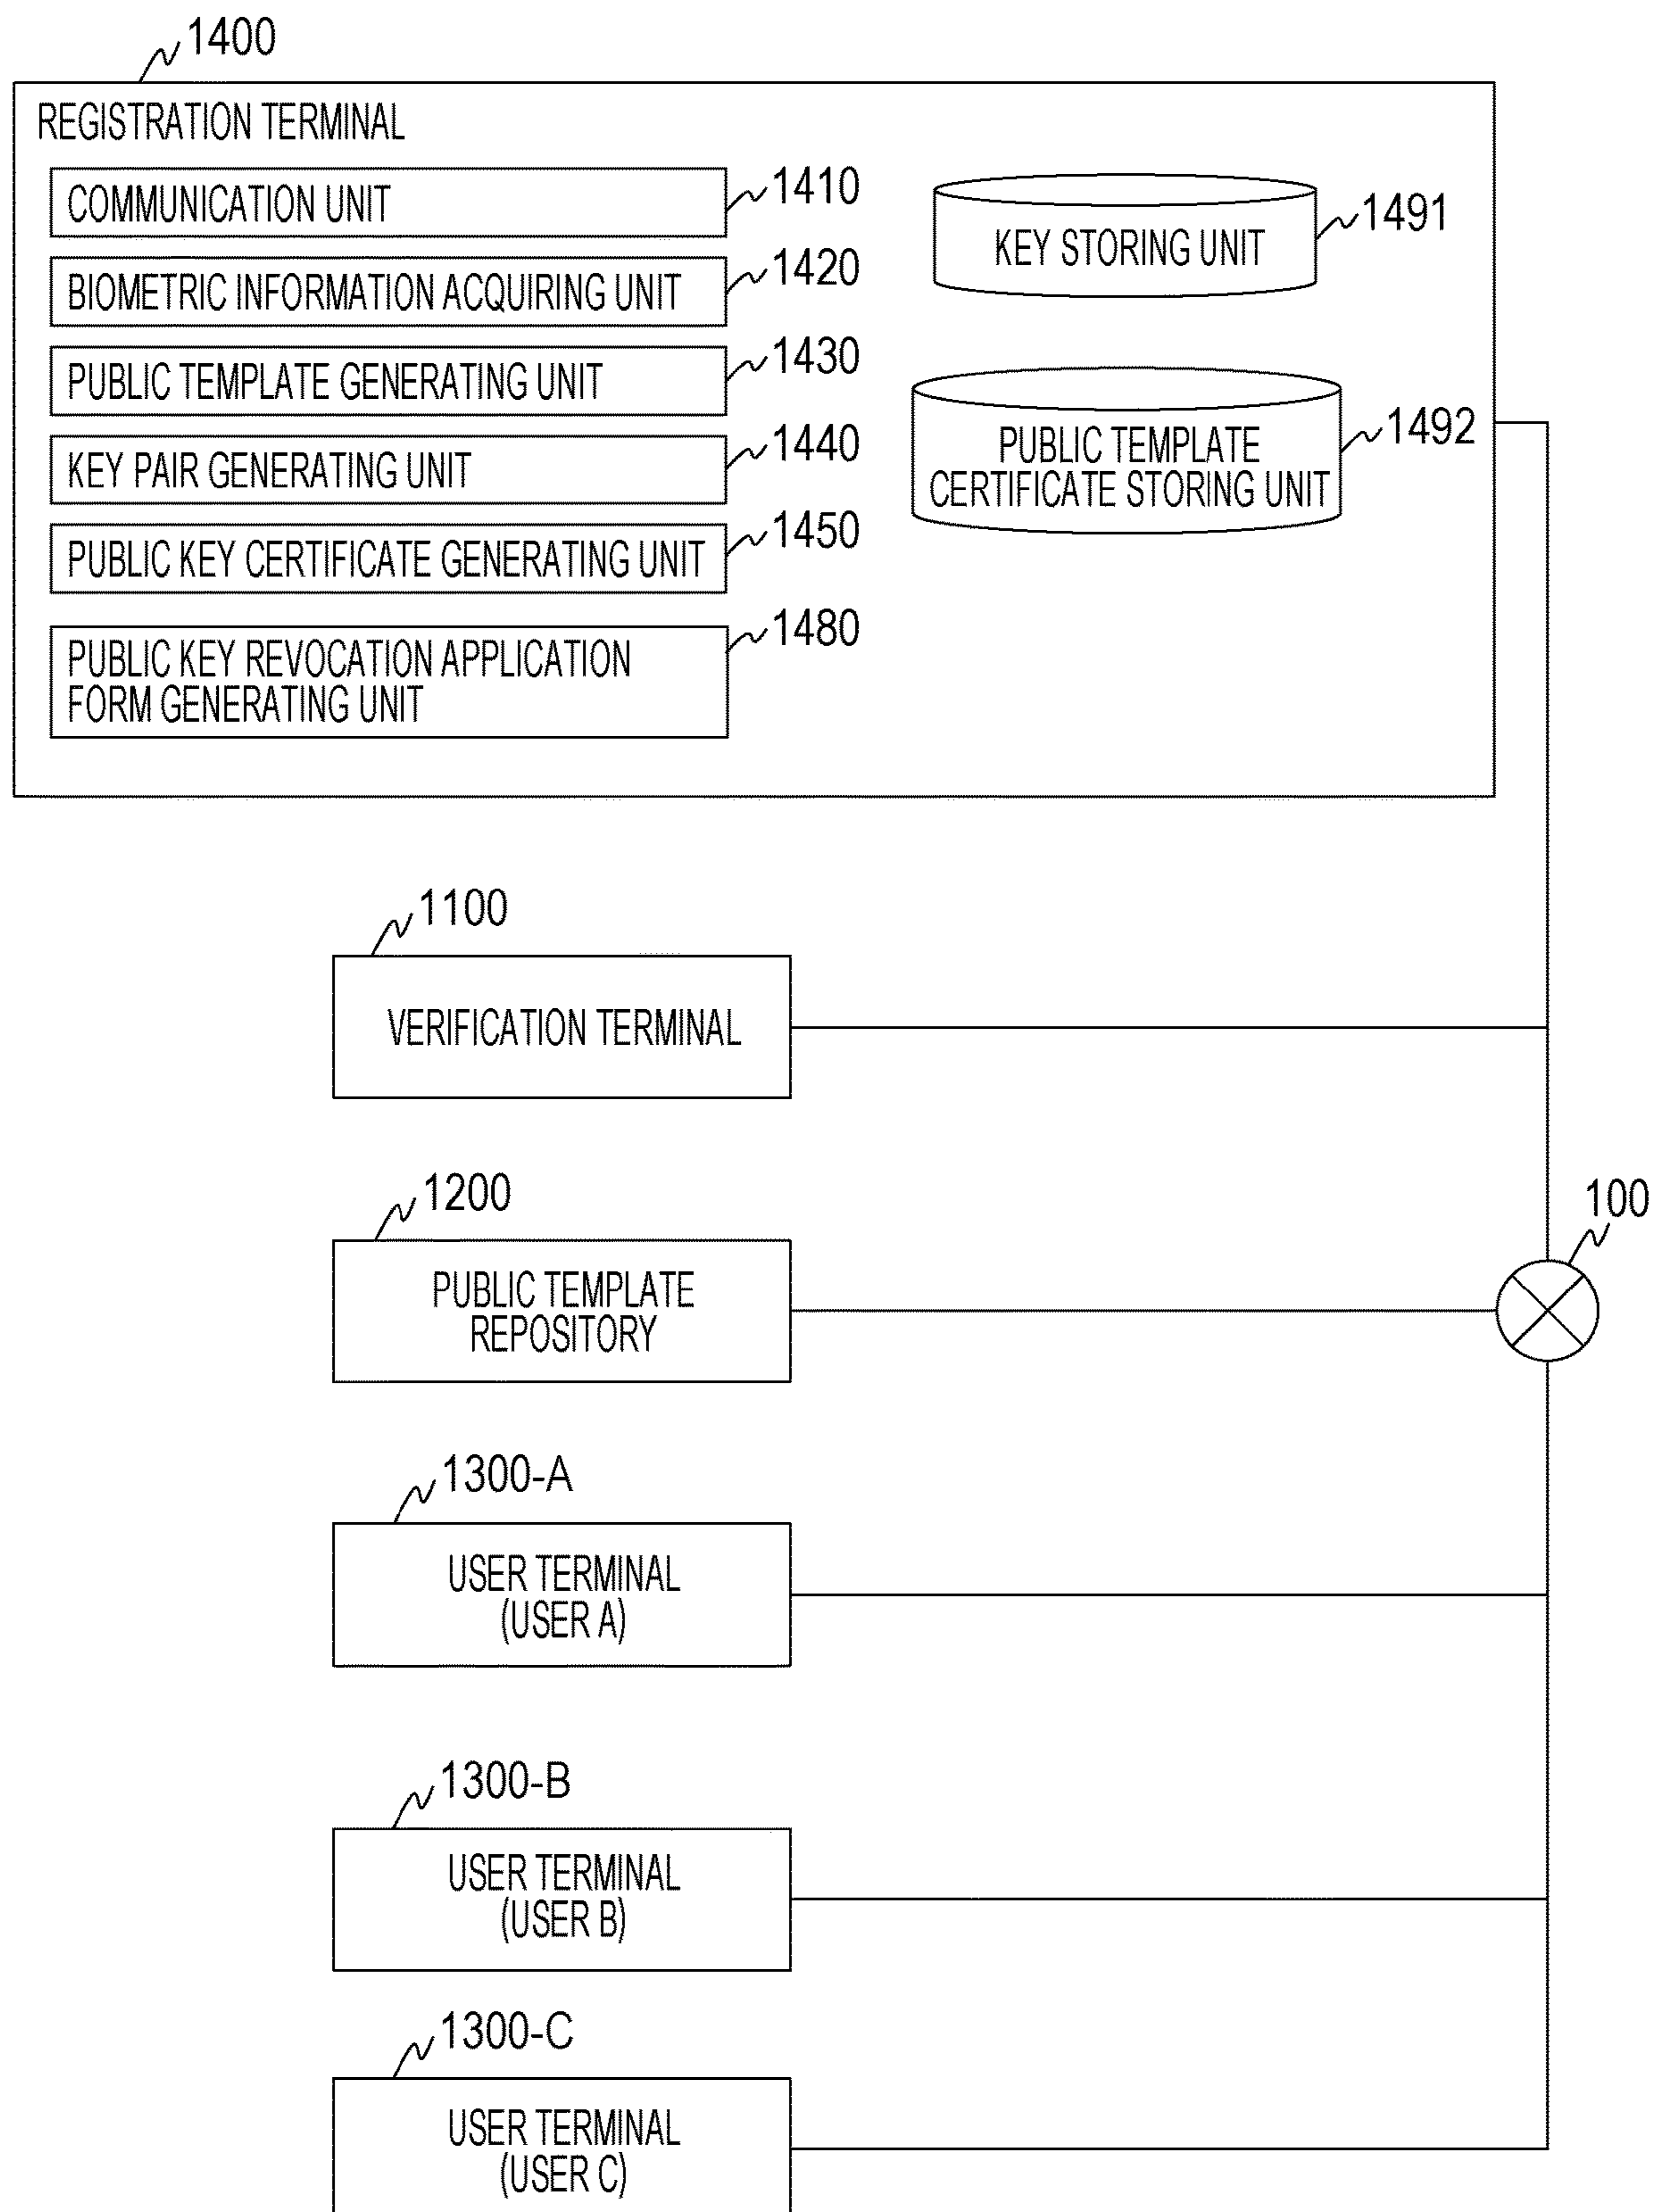 1400
REGISTRATION TERMINAL
COMMUNICATION UNIT
1410
BIOMETRIC INFORMATION ACQUIRING UNIT
1420
PUBLIC TEMPLATE GENERATING UNIT
1430
KEY PAIR GENERATING UNIT
1440
PUBLIC KEY CERTIFICATE GENERATING UNIT
1450
PUBLIC KEY REVOCATION APPLICATION
FORM GENERATING UNIT
1480
KEY STORING UNIT
1491
PUBLIC TEMPLATE
CERTIFICATE STORING UNIT
1492
1100
VERIFICATION TERMINAL
1200
PUBLIC TEMPLATE
REPOSITORY
100
1300-A
USER TERMINAL
(USER A)
1300-B
USER TERMINAL
(USER B)
1300-C
USER TERMINAL
(USER C)